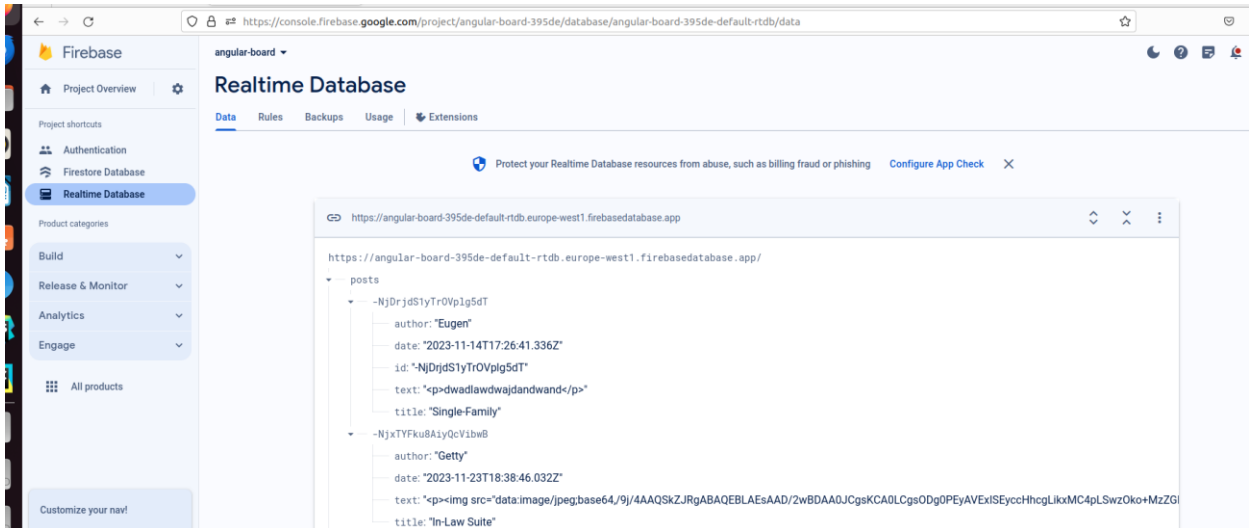 https://console.firebase.google.com/project/angular-board-395de/database/angular-board-395de-default-rtdb/data
Firebase
angular-board
Project Overview
Realtime Database
Project shortcuts
Data Rules Backups Usage Extensions
Authentication
Firestore Database
Realtime Database
Protect your Realtime Database resources from abuse, such as billing fraud or phishing Configure App Check
Product categories
Build
Release & Monitor
Analytics
Engage
All products
Customize your nav!
https://angular-board-395de-default-rtdb.europe-west1.firebasedatabase.app
https://angular-board-395de-default-rtdb.europe-west1.firebasedatabase.app/
posts
-NjDrjdS1yTrOVplg5dT
author: "Eugen"
date: "2023-11-14T17:26:41.336Z"
id: "-NjDrjdS1yTrOVplg5dT"
text: "<p>dwadlawdwajdandwand</p>"
title: "Single-Family"
-NjxTYFku8AiyQcVibwB
author: "Getty"
date: "2023-11-23T18:38:46.032Z"
text: "<p><img src="data:image/jpeg;base64,/9j/4AAQSkZJRgABAQEBLAEsAAD/2wBDAA0JCgsKCA0LCgsODg0PEyAVExISEyccHhcgLikxMC4pLSwzOko+MzZG
title: "In-Law Suite"